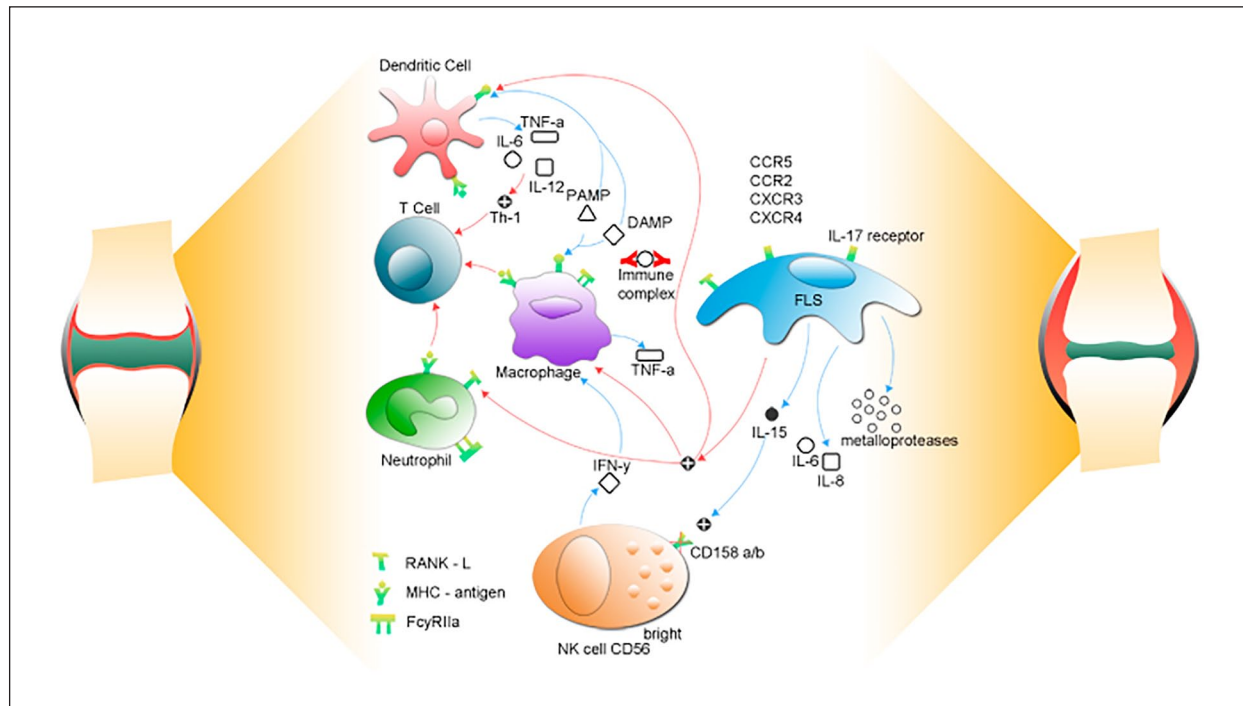 Dendritic Cell
TNF-a
IL-6
IL-12
PAMP
Th-1
DAMP
T Cell
Immune
complex
CCR5
CCR2
CXCR3
CXCR4
IL-17 receptor
FLS
Macrophage
TNF-a
Neutrophil
IL-15
metalloproteases
IL-6
IL-8
IFN-y
CD158 a/b
bright
NK cell CD56
RANK - L
MHC - antigen
FcyRIIa